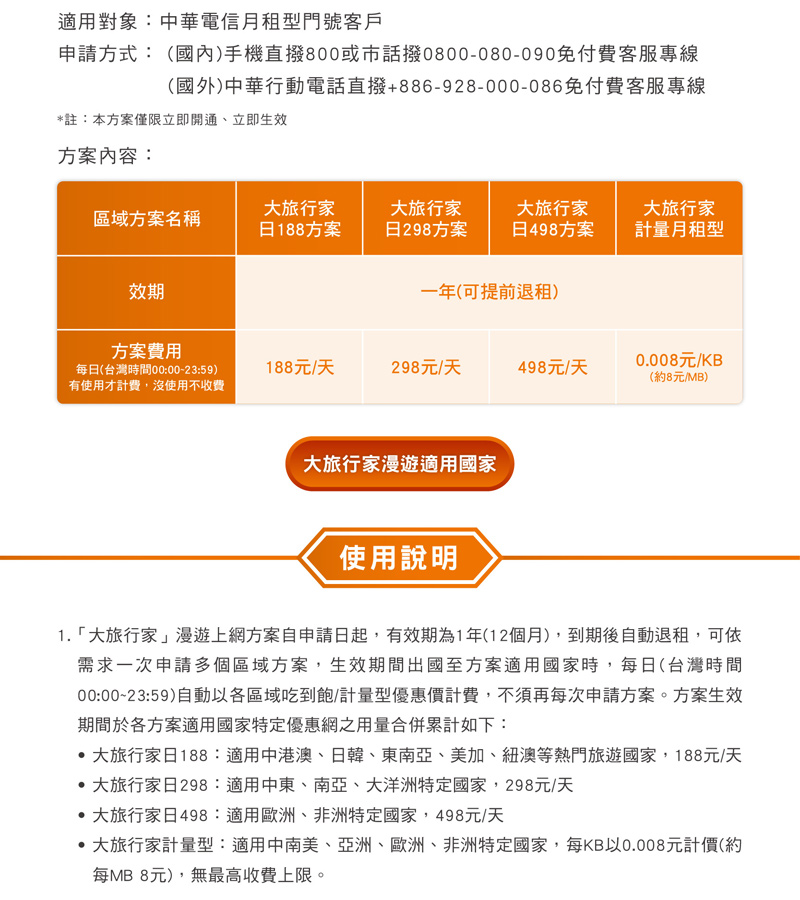 適用對象：中華電信月租型門號客戶
申請方式：(國內)手機直撥800或市話撥0800-080-090免付費客服專線
(國外)中華行動電話直撥+886-928-000-086免付費客服專線
*註：本方案僅限立即開通、立即生效
方案內容：
區域方案名稱
大旅行家
日188方案
大旅行家
日298方案
大旅行家
日498方案
大旅行家
計量月租型
效期
一年(可提前退租)
方案費用
每日(台灣時間00:00-23:59)
有使用才計費，沒使用不收費
188元/天
298元/天
498元/天
0.008元/KB
(約8元/MB)
大旅行家漫遊適用國家
使用說明
1.「大旅行家」漫遊上網方案自申請日起，有效期為1年(12個月)，到期後自動退租，可依
需求一次申請多個區域方案，生效期間出國至方案適用國家時，每日(台灣時間
00:00~23:59)自動以各區域吃到飽/計量型優惠價計費，不須再每次申請方案。方案生效
期間於各方案適用國家特定優惠網之用量合併累計如下：
• 大旅行家日188：適用中港澳、日韓、東南亞、美加、紐澳等熱門旅遊國家，188元/天
• 大旅行家日298：適用中東、南亞、大洋洲特定國家，298元/天
• 大旅行家日498：適用歐洲、非洲特定國家，498元/天
• 大旅行家計量型：適用中南美、亞洲、歐洲、非洲特定國家，每KB以0.008元計價(約
每MB 8元)，無最高收費上限。